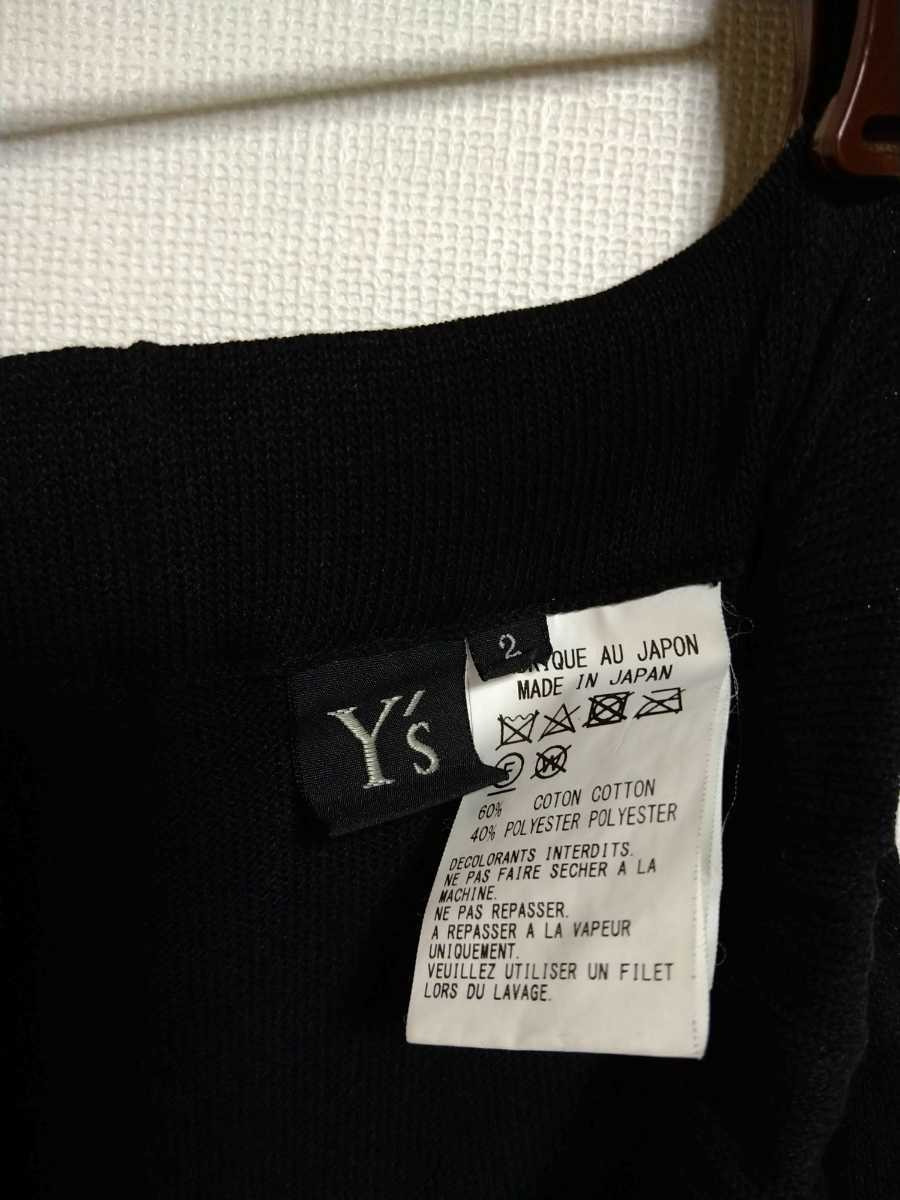 Y's
2
IQUE AU JAPON
MADE IN JAPAN
F W
60% COTON COTTON
40% POLYESTER POLYESTER
DECOLORANTS INTERDITS.
NE PAS FAIRE SECHER A LA
MACHINE.
NE PAS REPASSER.
A REPASSER A LA VAPEUR
UNIQUEMENT.
VEUILLEZ UTILISER UN FILET
LORS DU LAVAGE.